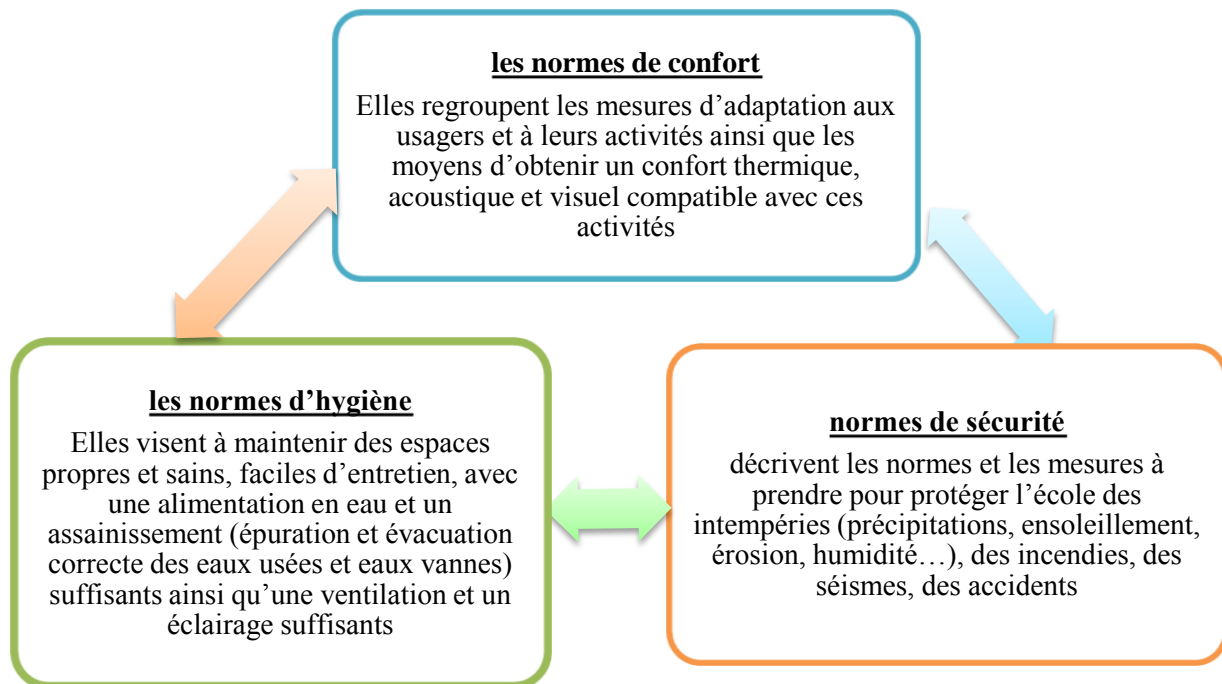 les normes de confort
Elles regroupent les mesures d’adaptation aux
usagers et à leurs activités ainsi que les
moyens d’obtenir un confort thermique,
acoustique et visuel compatible avec ces
activités
les normes d’hygiène
Elles visent à maintenir des espaces
propres et sains, faciles d’entretien, avec
une alimentation en eau et un
assainissement (épuration et évacuation
correcte des eaux usées et eaux vannes)
suffisants ainsi qu’une ventilation et un
éclairage suffisants
normes de sécurité
décrivent les normes et les mesures à
prendre pour protéger l’école des
intempéries (précipitations, ensoleillement,
érosion, humidité…), des incendies, des
séismes, des accidents